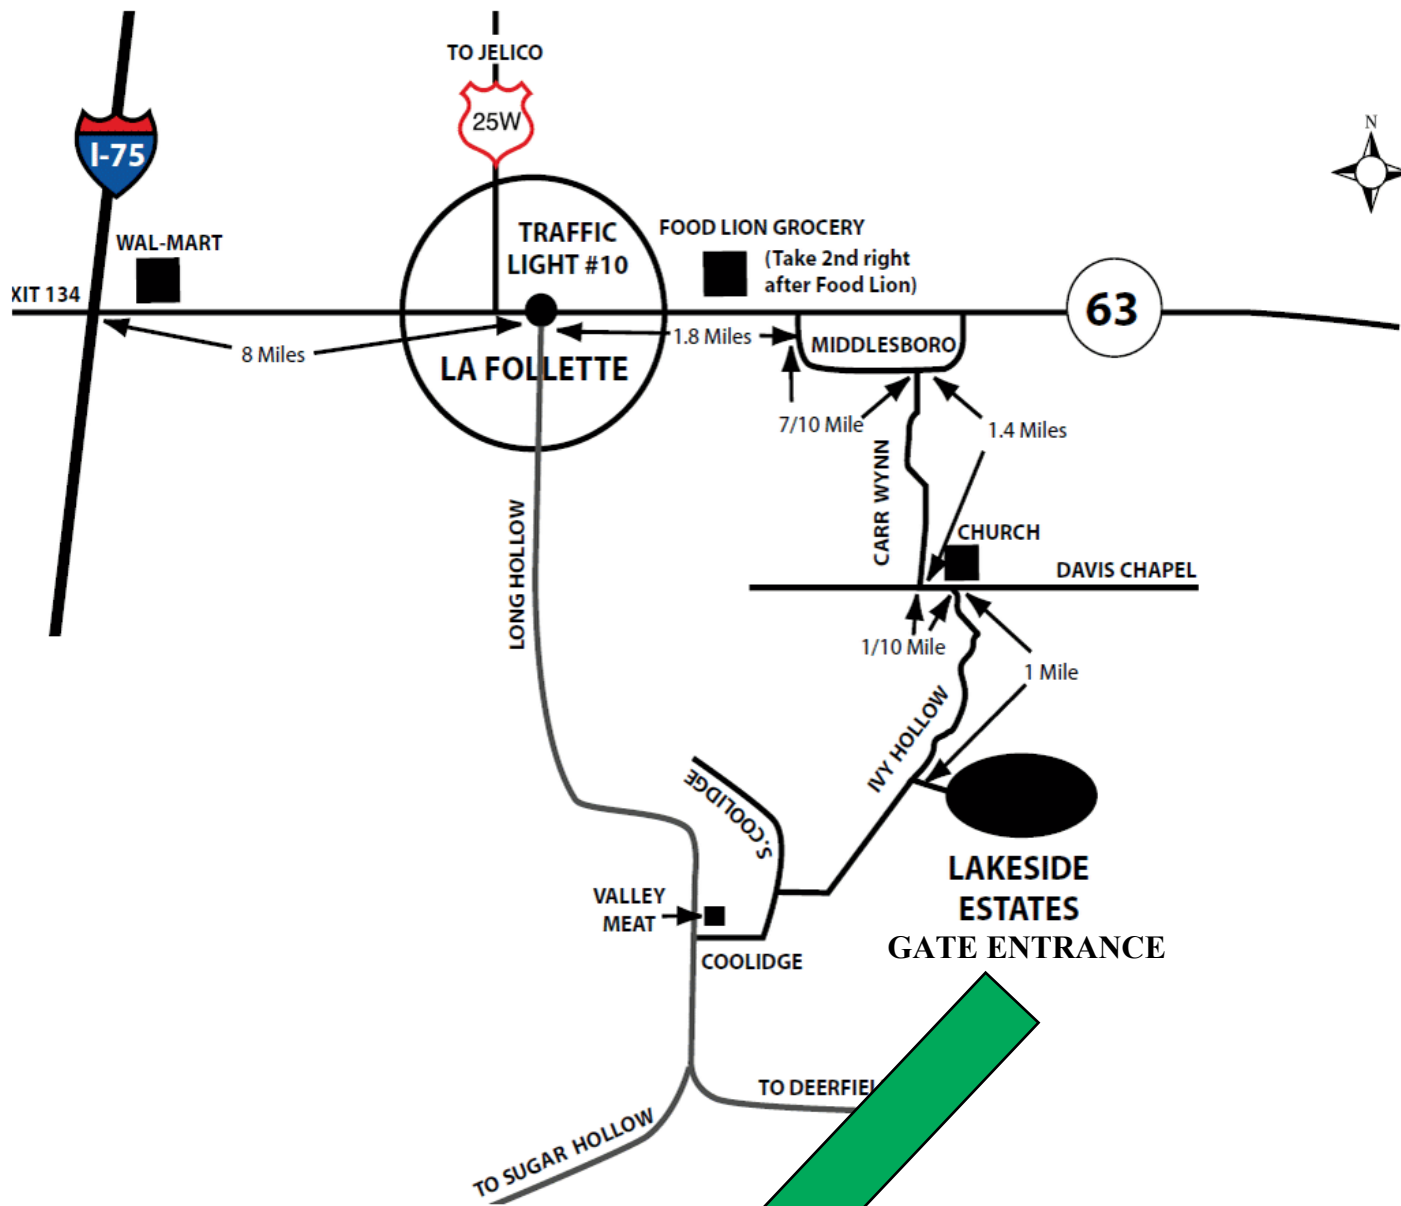 TO JELICO
25W
I-75
N
WAL-MART
TRAFFIC
LIGHT #10
FOOD LION GROCERY
(Take 2nd right
after Food Lion)
XIT 134
63
8 Miles
1.8 Miles
MIDDLESBORO
LA FOLLETTE
7/10 Mile
1.4 Miles
CARR WYNN
LONG HOLLOW
CHURCH
DAVIS CHAPEL
1/10 Mile
1 Mile
IVY HOLLOW
S.COOLIDGE
LAKESIDE
ESTATES
GATE ENTRANCE
VALLEY
MEAT
COOLIDGE
TO DEERFIEL
TO SUGAR HOLLOW